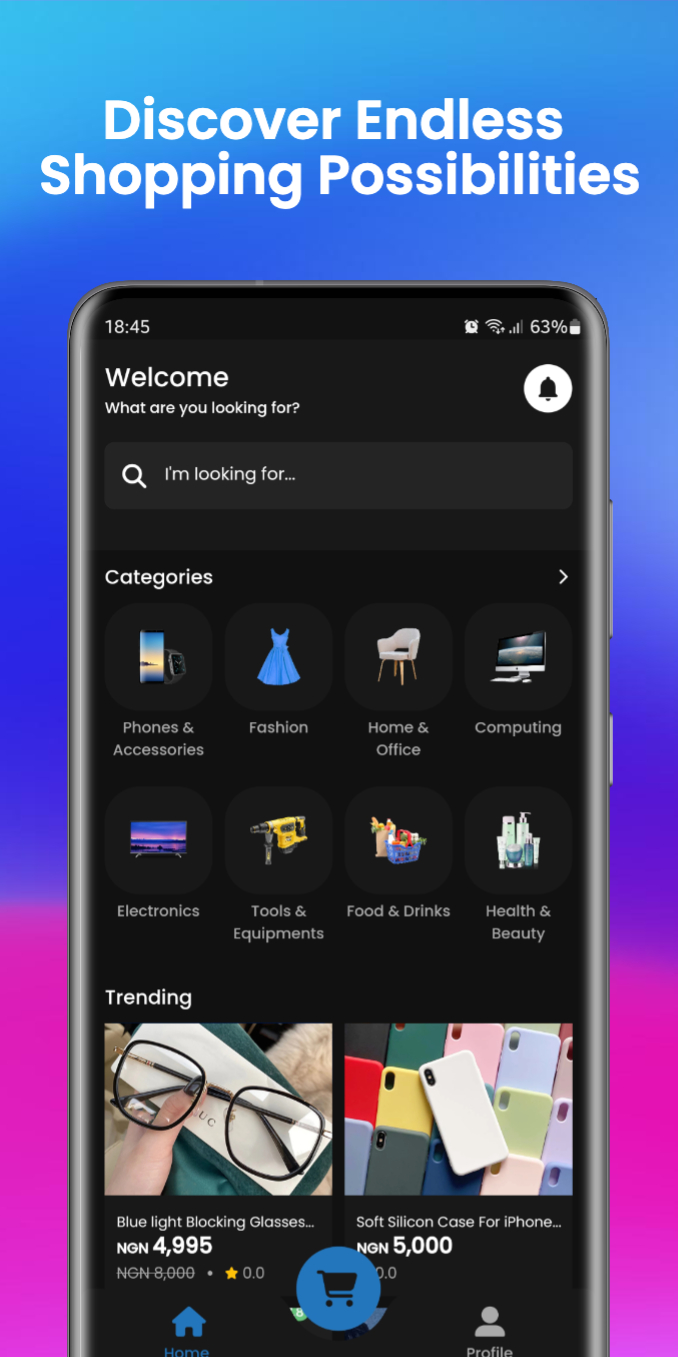 Discover Endless
Shopping Possibilities
18:45
63%
Welcome
What are you looking for?
I'm looking for...
Categories
Phones &
Accessories
Fashion
Home &
Office
Computing
Electronics
Tools &
Equipments
Food & Drinks
Health &
Beauty
Trending
UC
Blue light Blocking Glasses...
NGN 4,995
NGN 8,000 • 0.0
Soft Silicon Case For iPhone...
NGN 5,000
0.0
8
Home
Profile